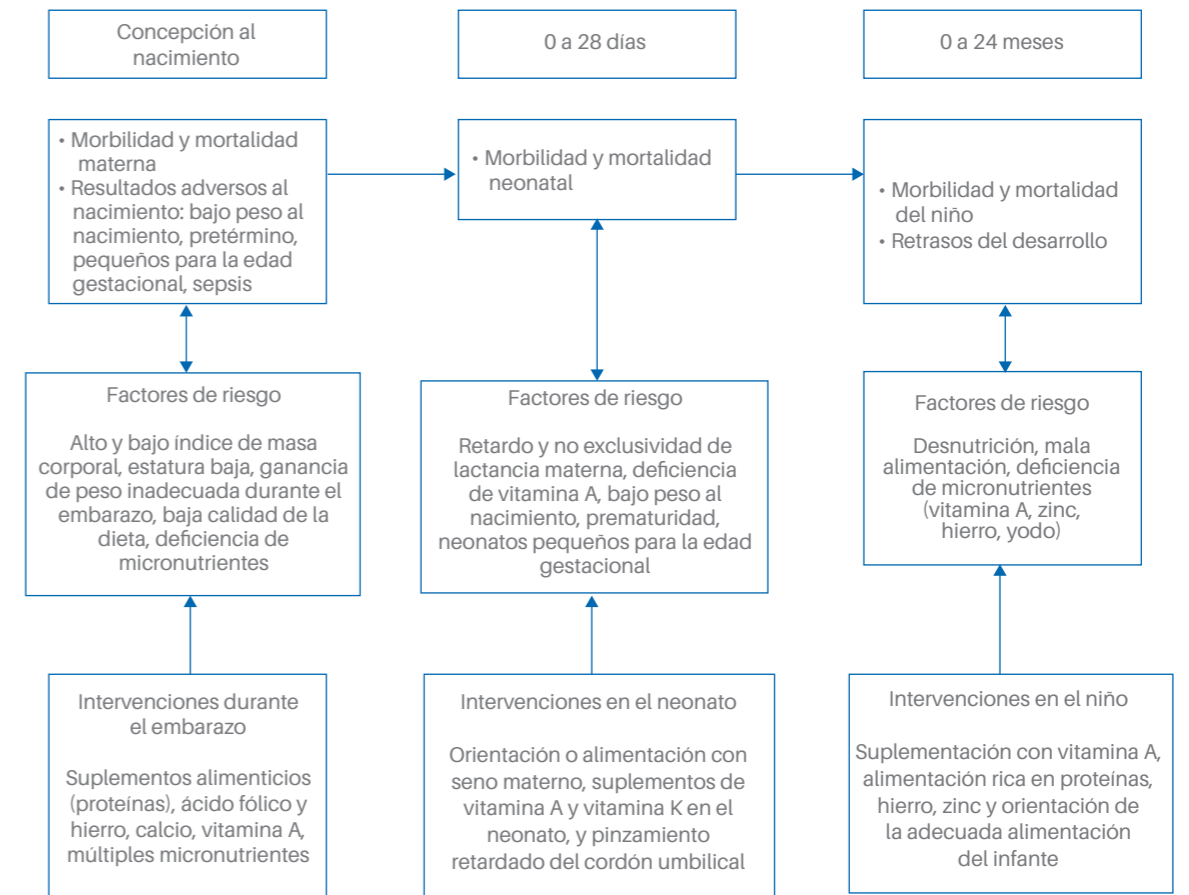 Concepción al
nacimiento
0 a 28 días
0 a 24 meses
• Morbilidad y mortalidad
materna
• Resultados adversos al
nacimiento: bajo peso al
nacimiento, pretérmino,
pequeños para la edad
gestacional, sepsis
• Morbilidad y mortalidad
neonatal
• Morbilidad y mortalidad
del niño
• Retrasos del desarrollo
Factores de riesgo
Alto y bajo índice de masa
corporal, estatura baja, ganancia
de peso inadecuada durante el
embarazo, baja calidad de la
dieta, deficiencia de
micronutrientes
Factores de riesgo
Retardo y no exclusividad de
lactancia materna, deficiencia
de vitamina A, bajo peso al
nacimiento, prematuridad,
neonatos pequeños para la edad
gestacional
Factores de riesgo
Desnutrición, mala
alimentación, deficiencia
de micronutrientes
(vitamina A, zinc,
hierro, yodo)
Intervenciones durante
el embarazo
Suplementos alimenticios
(proteínas), ácido fólico y
hierro, calcio, vitamina A,
múltiples micronutrientes
Intervenciones en el neonato
Orientación o alimentación con
seno materno, suplementos de
vitamina A y vitamina K en el
neonato, y pinzamiento
retardado del cordón umbilical
Intervenciones en el niño
Suplementación con vitamina A,
alimentación rica en proteínas,
hierro, zinc y orientación de
la adecuada alimentación
del infante